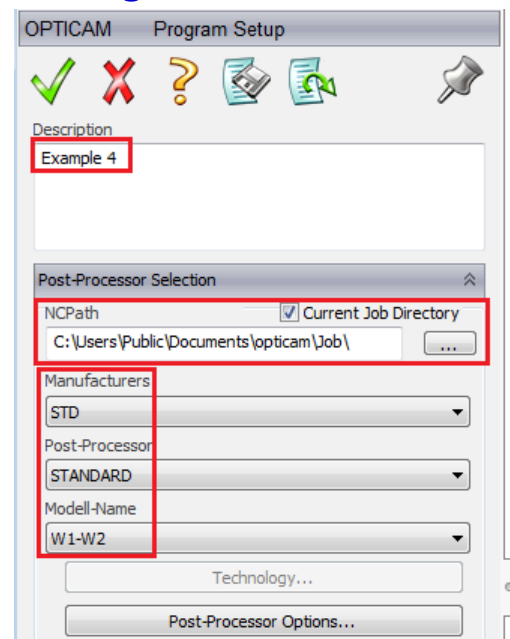 OPTICAM Program Setup
Description
Example 4
Post-Processor Selection
NCPath Current Job Directory
C:\Users\Public\Documents\opticam\Job\ ...
Manufacturers
STD
Post-Processor
STANDARD
Modell-Name
W1-W2
Technology...
Post-Processor Options...